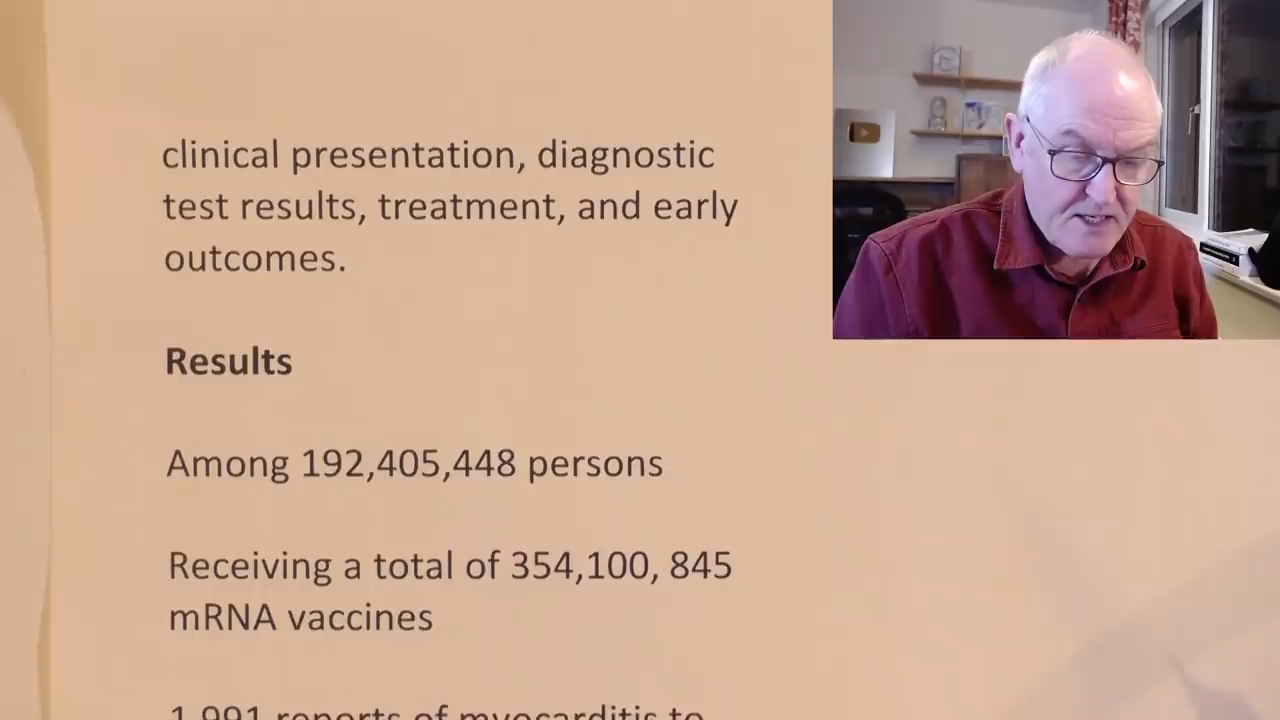 clinical presentation, diagnostic
test results, treatment, and early
outcomes.
Results
Among 192,405,448 persons
Receiving a total of 354,100, 845
mRNA vaccines
1,991 reports of myocarditis to